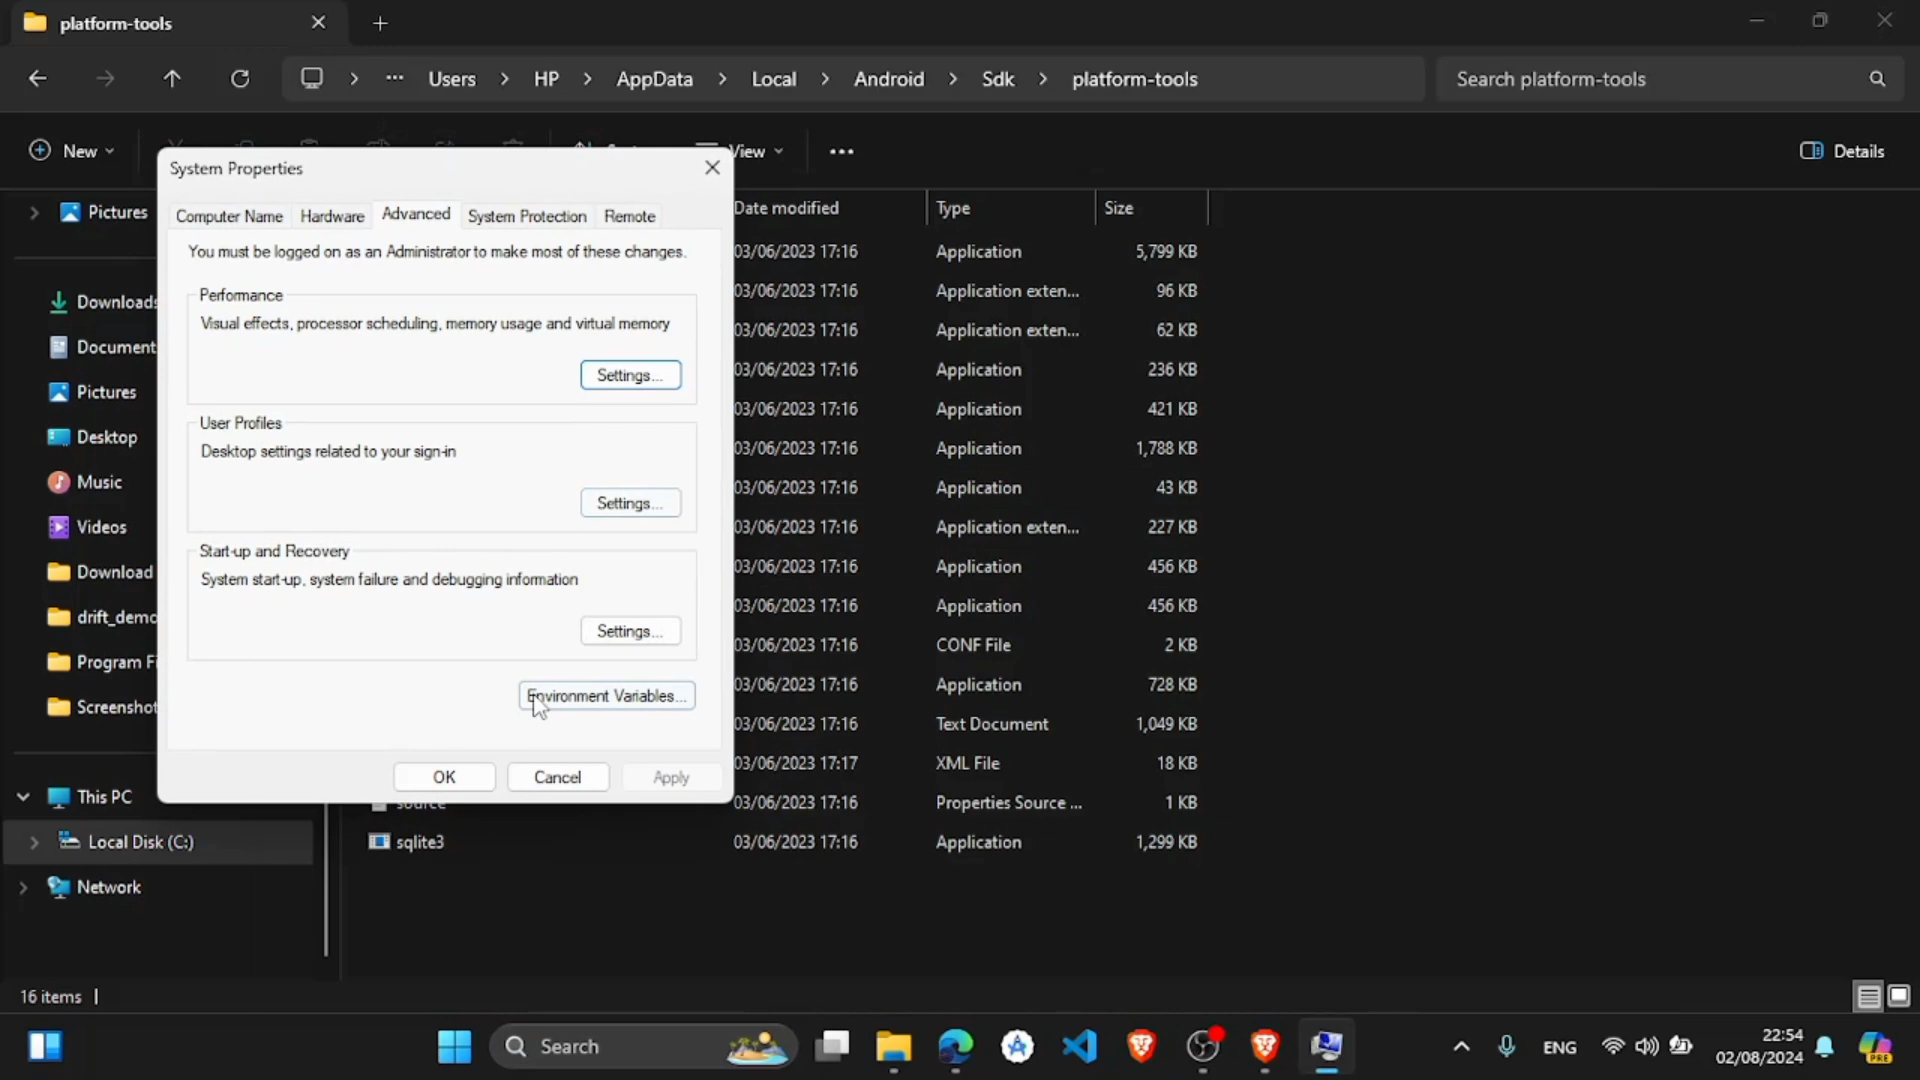 platform-tools
Users > HP > AppData > Local > Android > Sdk > platform-tools
Search platform-tools
New
View
Details
System Properties
Computer Name
Hardware
Advanced
System Protection
Remote
You must be logged on as an Administrator to make most of these changes.
Performance
Visual effects, processor scheduling, memory usage and virtual memory
Settings...
User Profiles
Desktop settings related to your sign-in
Settings...
Start-up and Recovery
System start-up, system failure and debugging information
Settings...
Environment Variables...
OK
Cancel
Apply
Pictures
Downloads
Document
Pictures
Desktop
Music
Videos
Download
drift_demo
Program Fi
Screenshot
This PC
Local Disk (C:)
Network
Date modified Type Size
03/06/2023 17:16 Application 5,799 KB
03/06/2023 17:16 Application exten... 96 KB
03/06/2023 17:16 Application exten... 62 KB
03/06/2023 17:16 Application 236 KB
03/06/2023 17:16 Application 421 KB
03/06/2023 17:16 Application 1,788 KB
03/06/2023 17:16 Application 43 KB
03/06/2023 17:16 Application exten... 227 KB
03/06/2023 17:16 Application 456 KB
03/06/2023 17:16 Application 456 KB
03/06/2023 17:16 CONF File 2 KB
03/06/2023 17:16 Application 728 KB
03/06/2023 17:16 Text Document 1,049 KB
03/06/2023 17:17 XML File 18 KB
source 03/06/2023 17:16 Properties Source ... 1 KB
sqlite3 03/06/2023 17:16 Application 1,299 KB
16 items
Search
ENG
22:54
02/08/2024
PRE